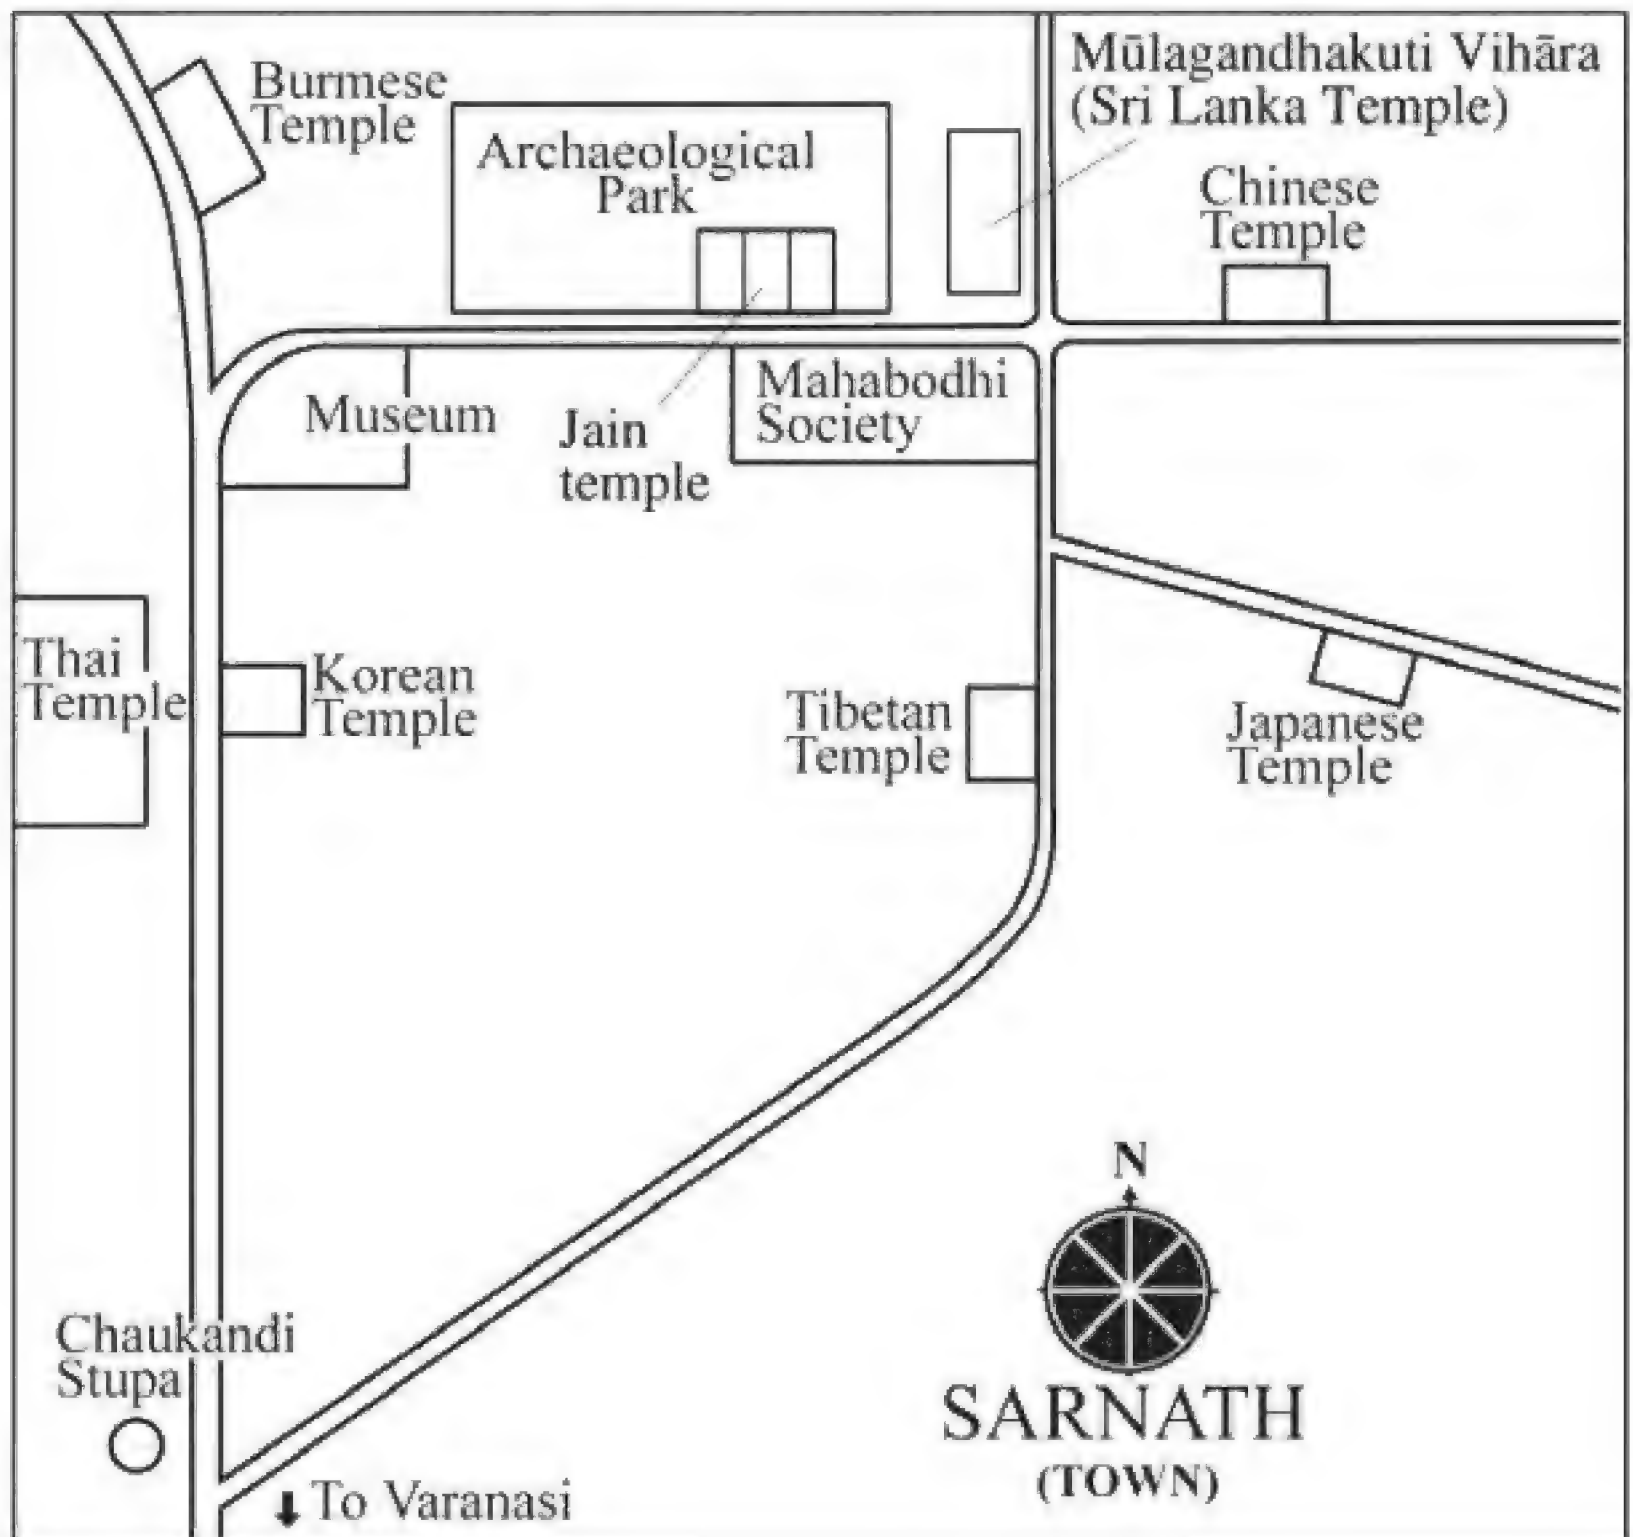 Burmese
Temple
Archaeological
Park
Mūlagandhakuti Vihāra
(Sri Lanka Temple)
Chinese
Temple
Museum
Jain
temple
Mahabodhi
Society
Thai
Temple
Korean
Temple
Tibetan
Temple
Japanese
Temple
Chaukandi
Stupa
N
SARNATH
(TOWN)
To Varanasi